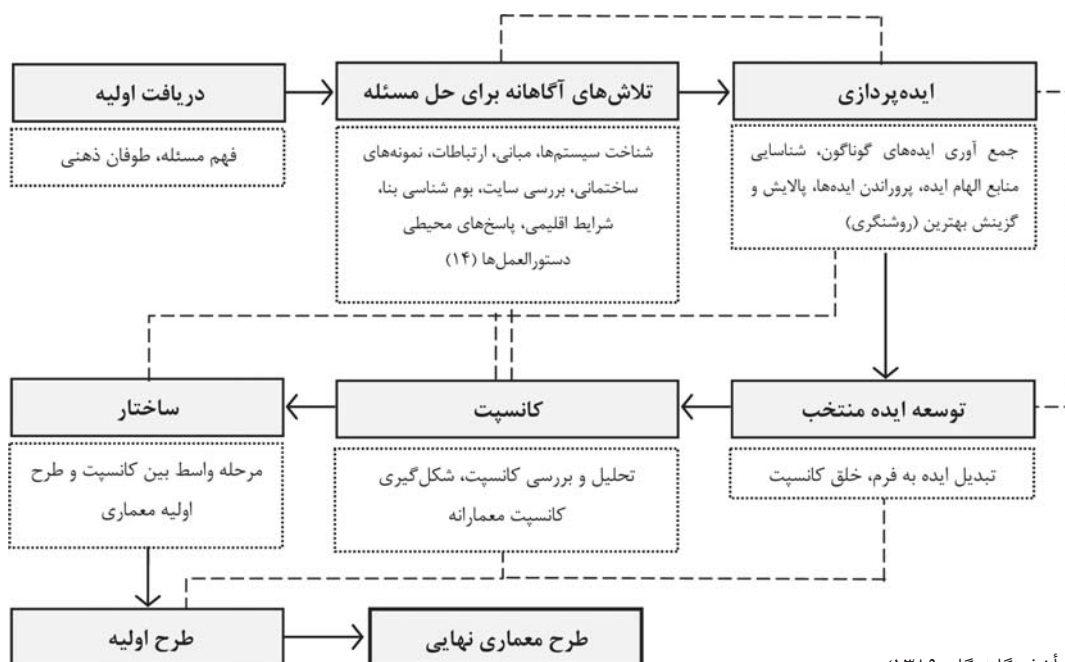 دریافت اولیه
فهم مسئله، طوفان ذهنی
تلاش‌های آگاهانه برای حل مسئله
شناخت سیستم‌ها، مبانی، ارتباطات، نمونه‌های
ساختمانی، بررسی سایت، بوم شناسی بنا،
شرایط اقلیمی، پاسخ‌های محیطی
دستورالعمل‌ها (۱۴)
ایده‌پردازی
جمع آوری ایده‌های گوناگون، شناسایی
منابع الهام ایده، پروراندن ایده‌ها، پالایش و
گزینش بهترین (روشنگری)
توسعه ایده منتخب
تبدیل ایده به فرم، خلق کانسپت
کانسپت
تحلیل و بررسی کانسپت، شکل‌گیری
کانسپت معمارانه
ساختار
مرحله واسط بین کانسپت و طرح
اولیه معماری
طرح اولیه
طرح معماری نهایی